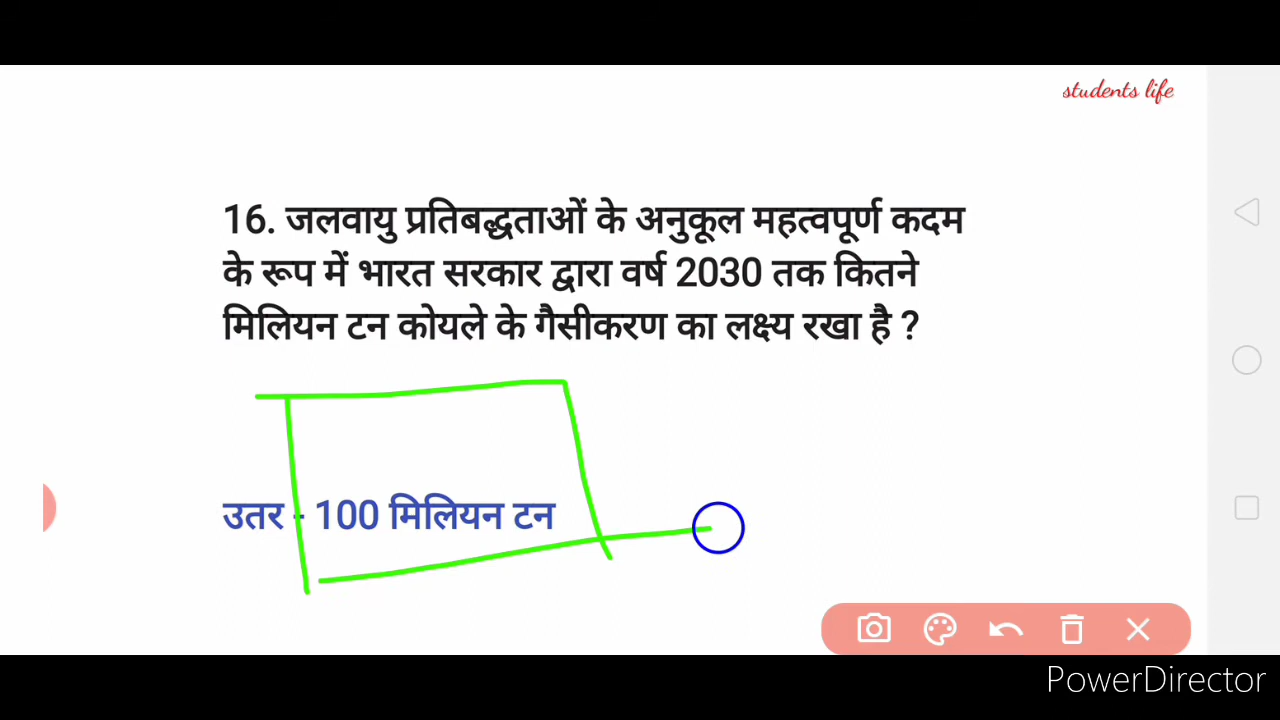 students life
16. जलवायु प्रतिबद्धताओं के अनुकूल महत्वपूर्ण कदम
के रूप में भारत सरकार द्वारा वर्ष 2030 तक कितने
मिलियन टन कोयले के गैसीकरण का लक्ष्य रखा है ?
उतर - 100 मिलियन टन
PowerDirector